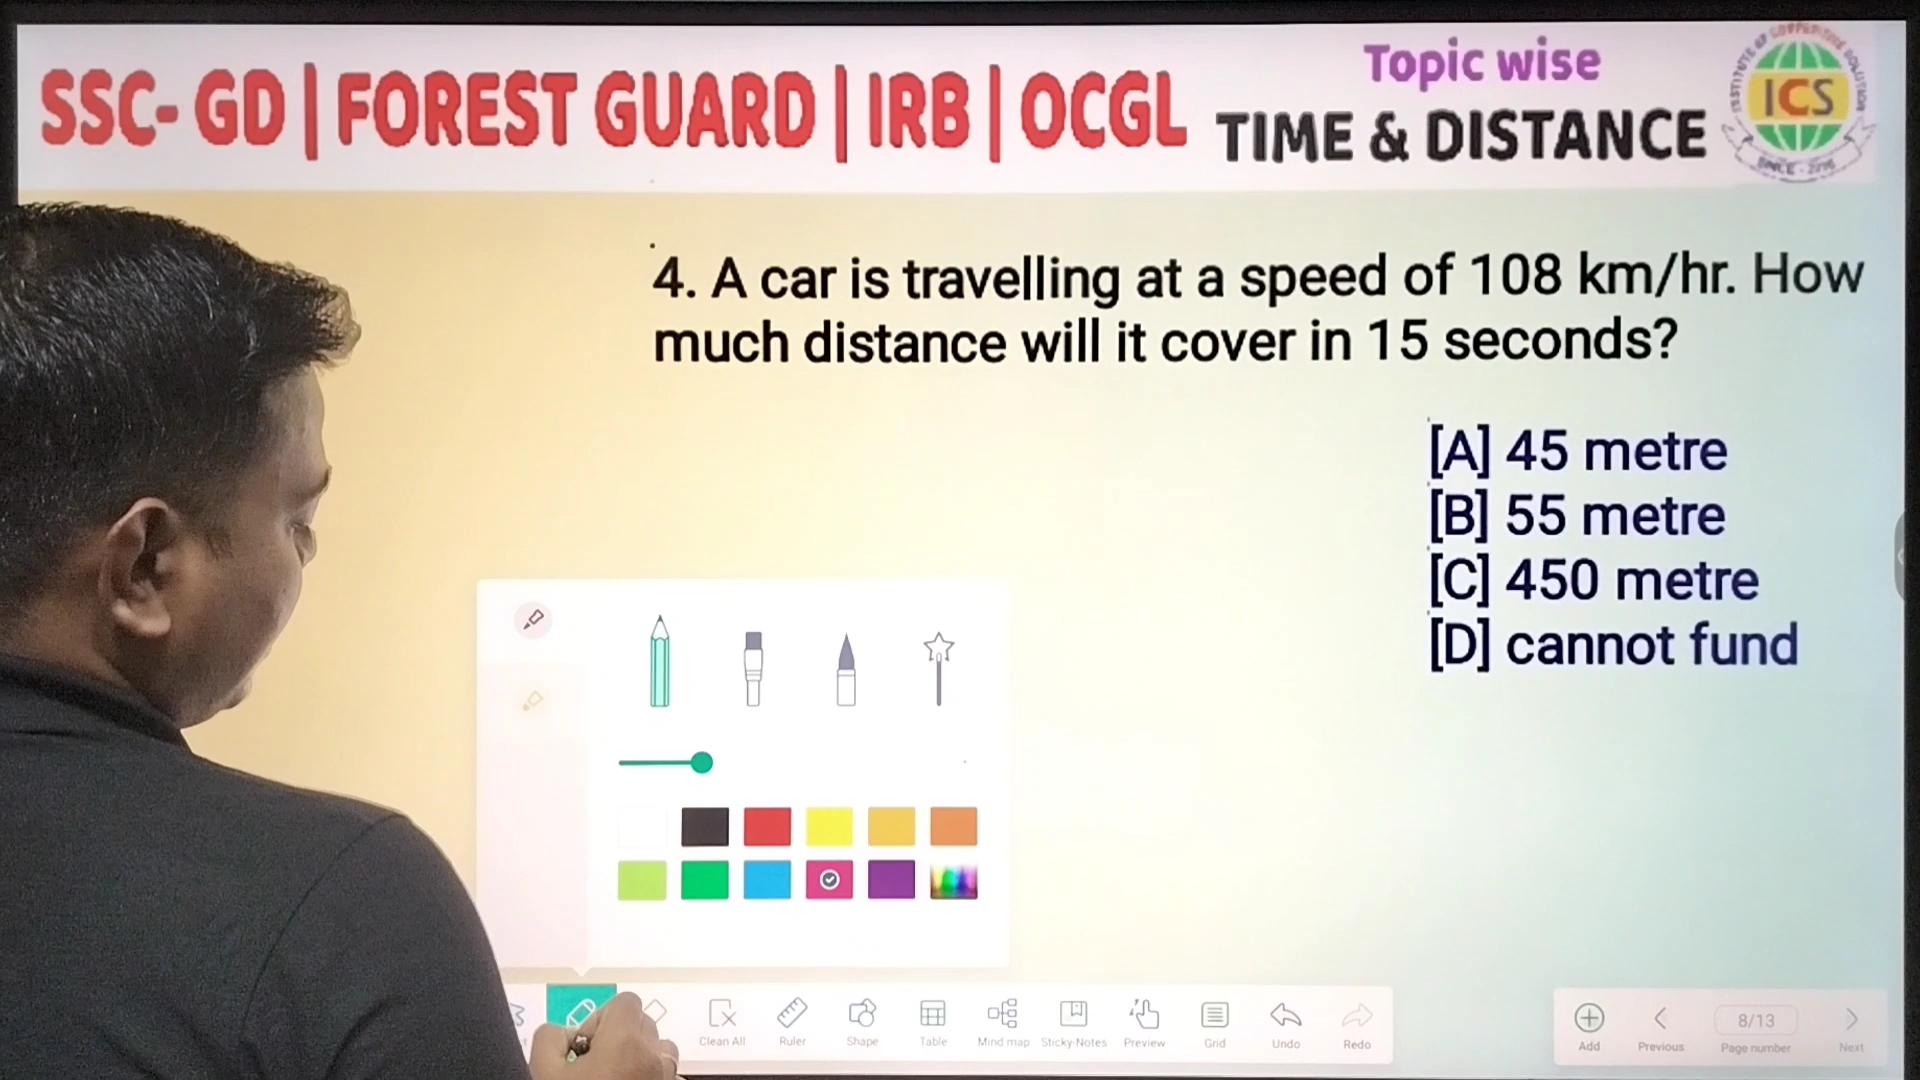 SSC- GD | FOREST GUARD | IRB | OCGL
Topic wise
TIME & DISTANCE
ICS
4. A car is travelling at a speed of 108 km/hr. How
much distance will it cover in 15 seconds?
[A] 45 metre
[B] 55 metre
[C] 450 metre
[D] cannot fund
Clean All
Ruler
Shape
Table
Mind map
Sticky-Notes
Preview
Grid
Undo
Redo
Add
Previous
8/13
Page number
Next